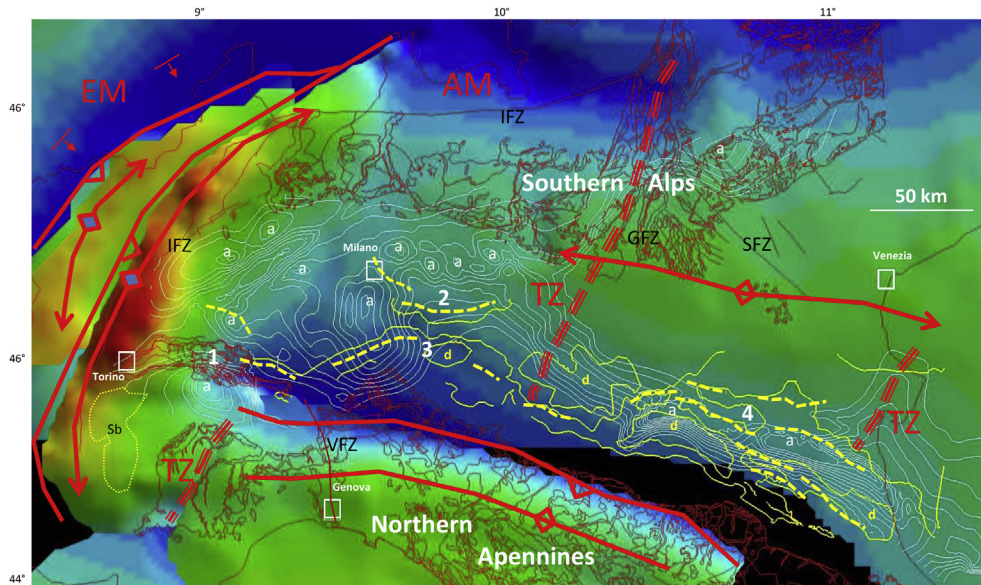 9° 10° 11°
46°
EM AM
IFZ
a
Southern Alps
50 km
a
IFZ
a
Milano
a
a
a
a
a
GFZ
SFZ
Venezia
2
TZ
a
a
46°
Torino
1
3
d
d
a
Sb
a
4
d
a
TZ
TZ
VFZ
Genova
d
Northern
Apennines
44°